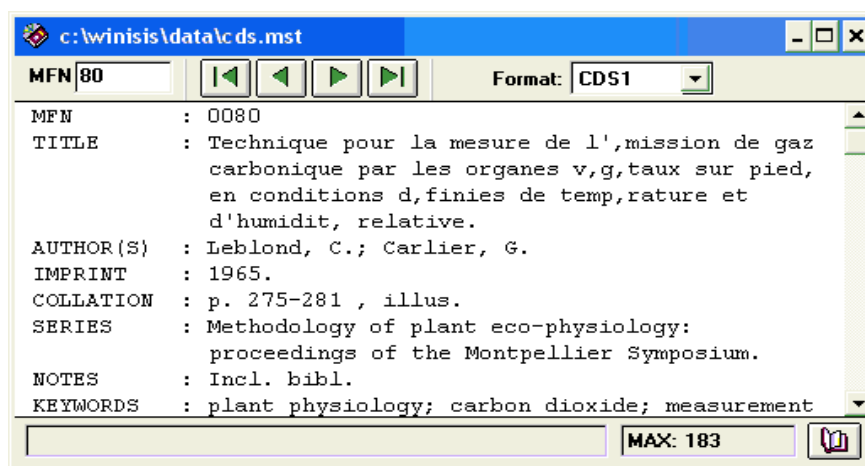 c:\winisis\data\cds.mst
MFN 80 Format: CDS1
MFN : 0080
TITLE : Technique pour la mesure de l',mission de gaz
carbonique par les organes v,g,taux sur pied,
en conditions d,finies de temp,rature et
d'humidit, relative.
AUTHOR(S) : Leblond, C.; Carlier, G.
IMPRINT : 1965.
COLLATION : p. 275-281 , illus.
SERIES : Methodology of plant eco-physiology:
proceedings of the Montpellier Symposium.
NOTES : Incl. bibl.
KEYWORDS : plant physiology; carbon dioxide; measurement
MAX: 183